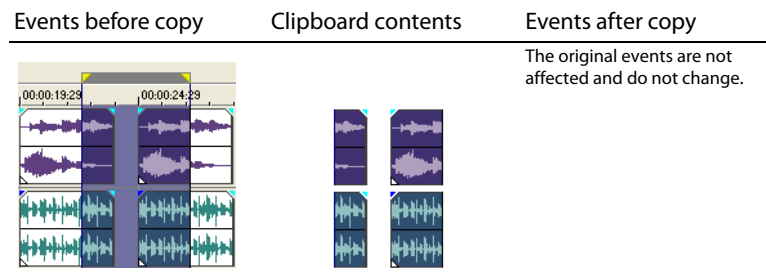 Events before copy
Clipboard contents
Events after copy
The original events are not
affected and do not change.
00:00:19:29
00:00:24:29